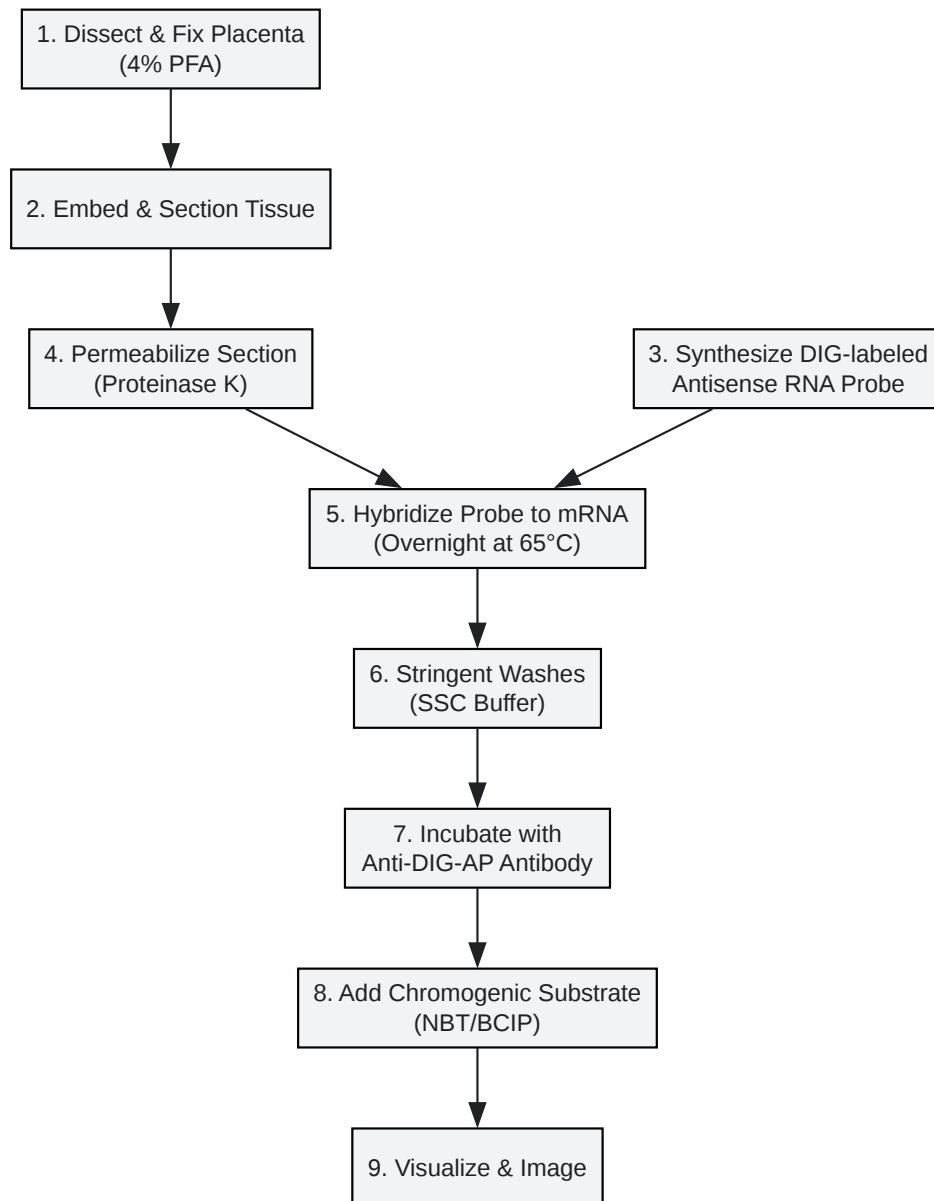 1. Dissect & Fix Placenta
(4% PFA)
2. Embed & Section Tissue
4. Permeabilize Section
(Proteinase K)
3. Synthesize DIG-labeled
Antisense RNA Probe
5. Hybridize Probe to mRNA
(Overnight at 65°C)
6. Stringent Washes
(SSC Buffer)
7. Incubate with
Anti-DIG-AP Antibody
8. Add Chromogenic Substrate
(NBT/BCIP)
9. Visualize & Image